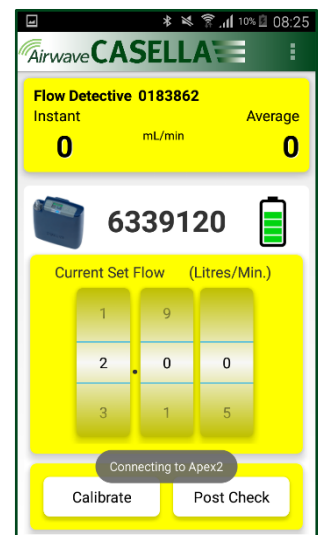 10% 08:25
Airwave CASELLA
Flow Detective 0183862
Instant Average
mL/min
0 0
6339120
Current Set Flow (Litres/Min.)
1 9
2 . 0 0
3 1 5
Connecting to Apex2
Calibrate Post Check